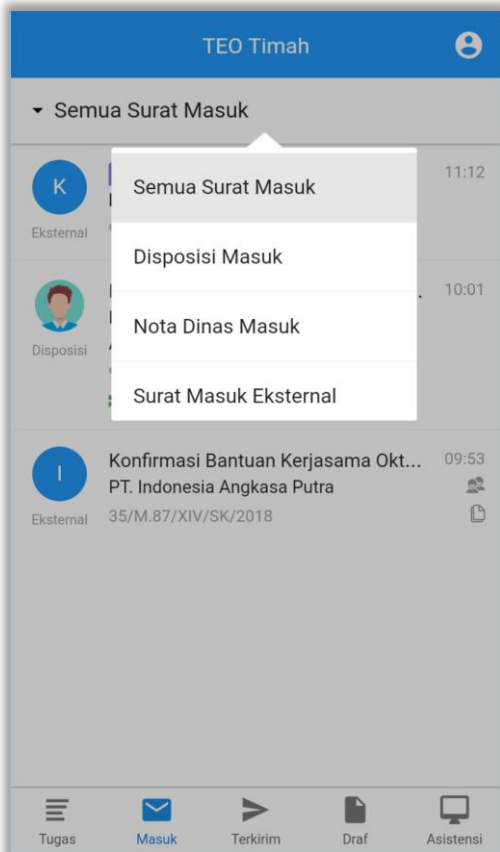 TEO Timah
Semua Surat Masuk
K
11:12
Semua Surat Masuk
Eksternal
Disposisi Masuk
10:01
Nota Dinas Masuk
Disposisi
Surat Masuk Eksternal
I
Konfirmasi Bantuan Kerjasama Okt...
09:53
PT. Indonesia Angkasa Putra
Eksternal
35/M.87/XIV/SK/2018
Tugas
Masuk
Terkirim
Draf
Asistensi